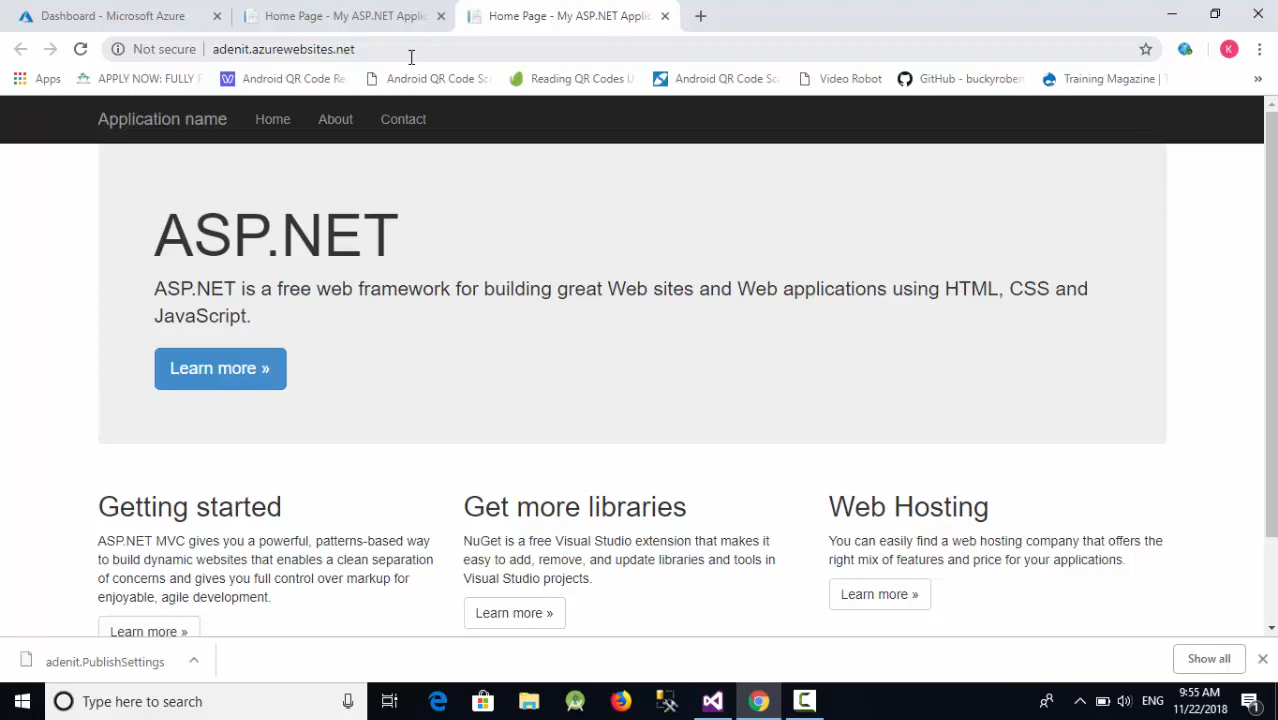 Dashboard - Microsoft Azure
Home Page - My ASP.NET Applic
Home Page - My ASP.NET Applic
Not secure
adenit.azurewebsites.net
K
Apps
APPLY NOW: FULLY F
Android QR Code Re
Android QR Code Sca
Reading QR Codes U
Android QR Code Sca
Video Robot
GitHub - buckyrober
Training Magazine | T
»
Application name
Home
About
Contact
ASP.NET
ASP.NET is a free web framework for building great Web sites and Web applications using HTML, CSS and
JavaScript.
Learn more »
Getting started
ASP.NET MVC gives you a powerful, patterns-based way
to build dynamic websites that enables a clean separation
of concerns and gives you full control over markup for
enjoyable, agile development.
Learn more »
Get more libraries
NuGet is a free Visual Studio extension that makes it
easy to add, remove, and update libraries and tools in
Visual Studio projects.
Learn more »
Web Hosting
You can easily find a web hosting company that offers the
right mix of features and price for your applications.
Learn more »
adenit.PublishSettings
Show all
Type here to search
ENG
9:55 AM
11/22/2018
1